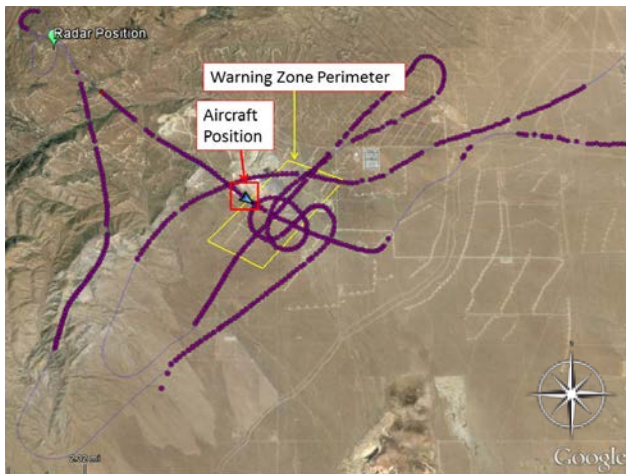 Radar Position
Warning Zone Perimeter
Aircraft
Position
Google